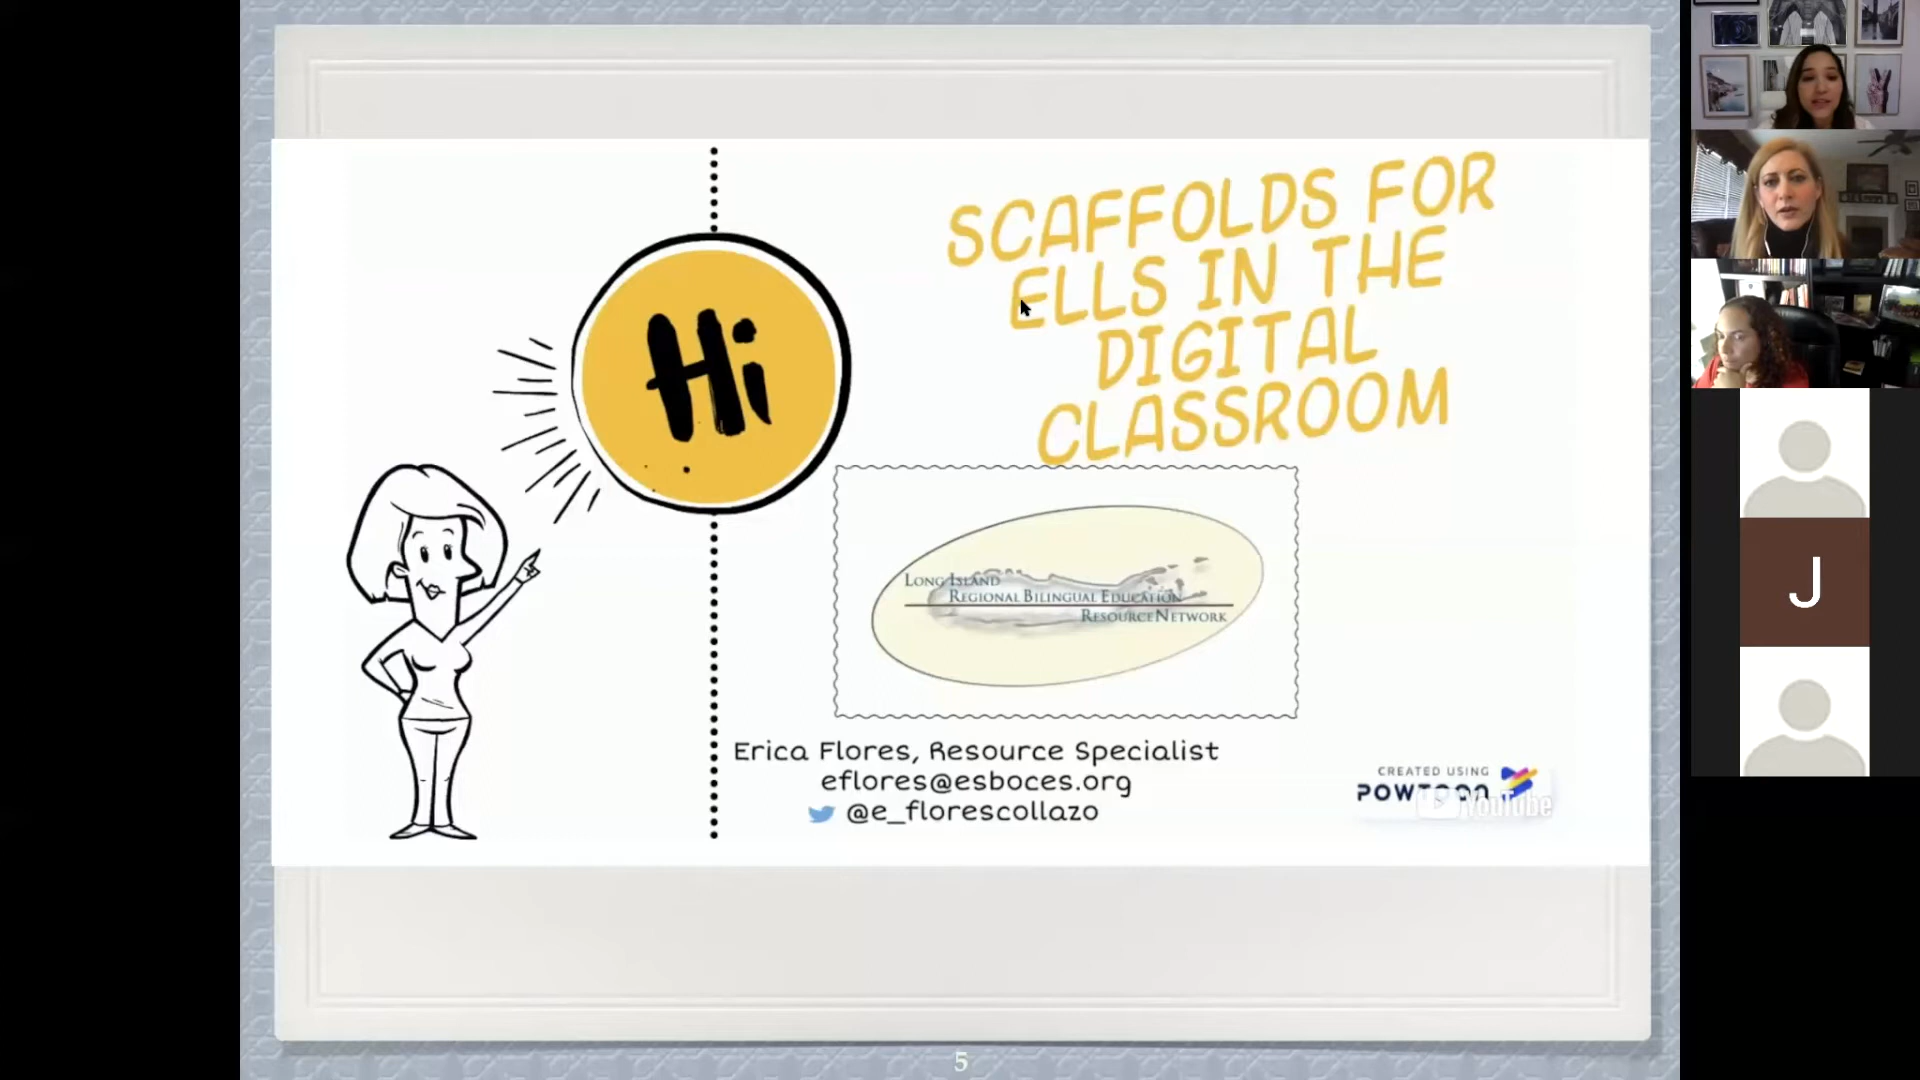 SCAFFOLDS FOR
ELLS IN THE
DIGITAL
CLASSROOM
Hi
LONG ISLAND
REGIONAL BILINGUAL EDUCATION
RESOURCE NETWORK
Erica Flores, Resource Specialist
eflores@esboces.org
@e_florescollazo
CREATED USING
POWTOON
YouTube
J
5